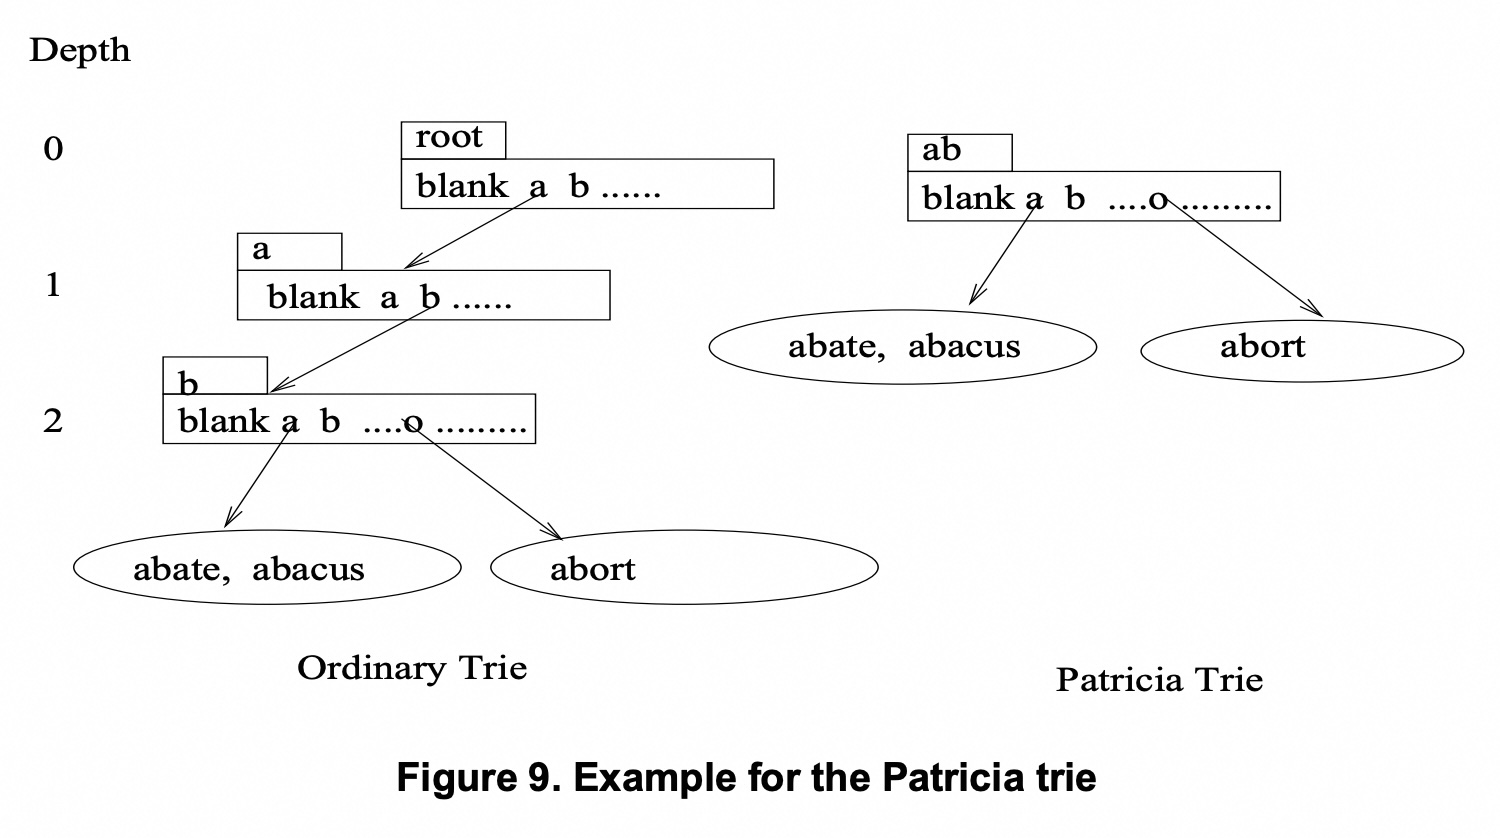 Depth
0
root
blank a b ......
ab
blank a b ....o .........
1
a
blank a b ......
abate, abacus
abort
2
b
blank a b ....o .........
abate, abacus
abort
Ordinary Trie
Patricia Trie
Figure 9. Example for the Patricia trie